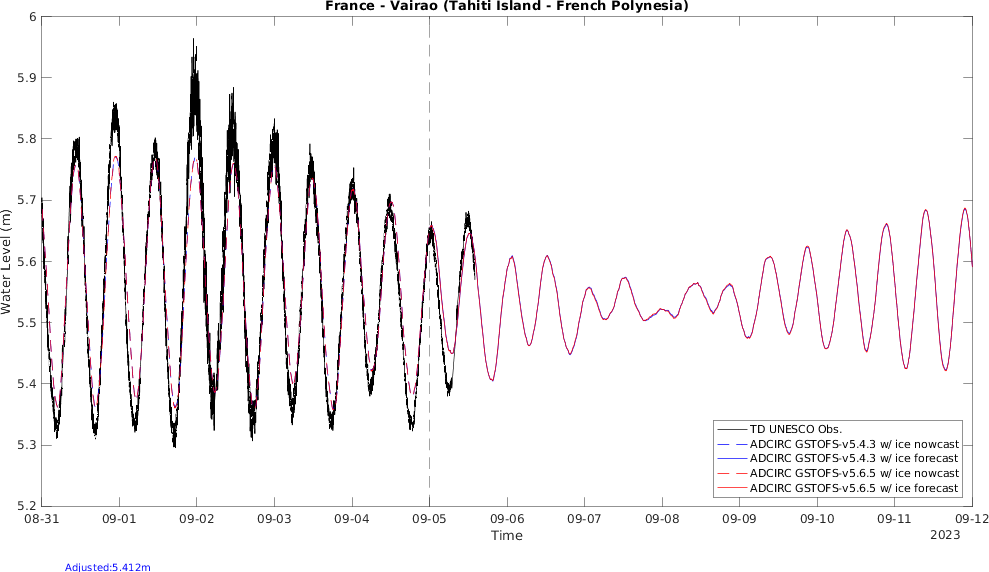 France - Vairao (Tahiti Island - French Polynesia)
6
5.9
5.8
5.7
5.6
5.5
5.4
5.3
5.2
Water Level (m)
08-31 09-01 09-02 09-03 09-04 09-05 09-06 09-07 09-08 09-09 09-10 09-11 09-12
Time
2023
TD UNESCO Obs.
ADCIRC GSTOFS-v5.4.3 w/ ice nowcast
ADCIRC GSTOFS-v5.4.3 w/ ice forecast
ADCIRC GSTOFS-v5.6.5 w/ ice nowcast
ADCIRC GSTOFS-v5.6.5 w/ ice forecast
Adjusted:5.412m